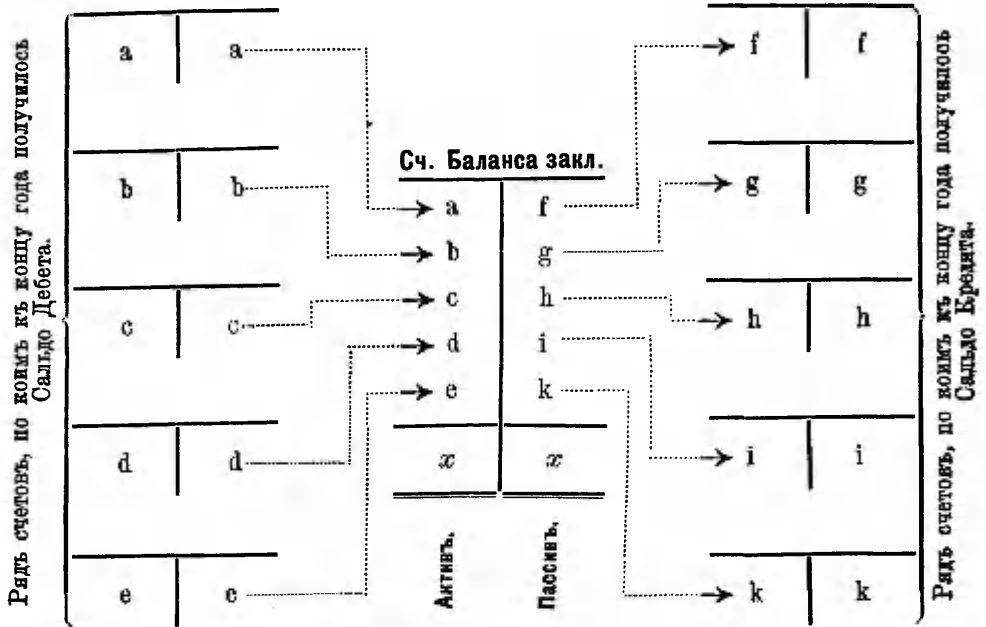 Рядъ счетовъ, по коимъ къ концу года получилось
Сальдо Дебета.
a a
b b
c c
d d
e e
Сч. Баланса закл.
a f
b g
c h
d i
e k
x x
Активъ.
Пассивъ.
f f
g g
h h
i i
k k
Рядъ счетовъ, по коимъ къ концу года получилось
Сальдо Кредита.